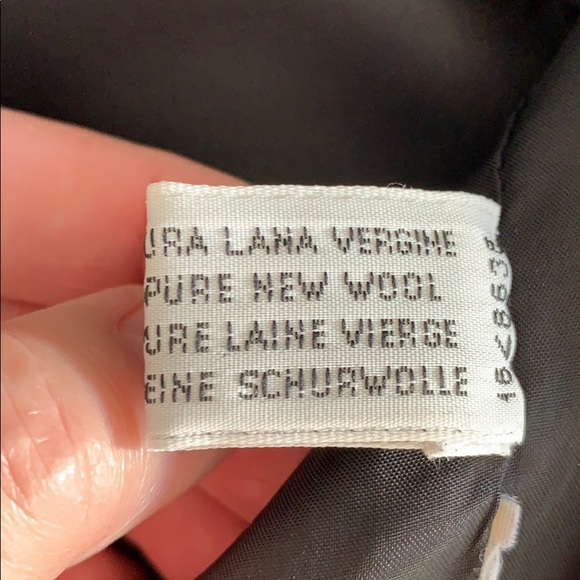 URA LANA VERGINE
PURE NEW WOOL
URE LAINE VIERGE
EINE SCHURWOLLE